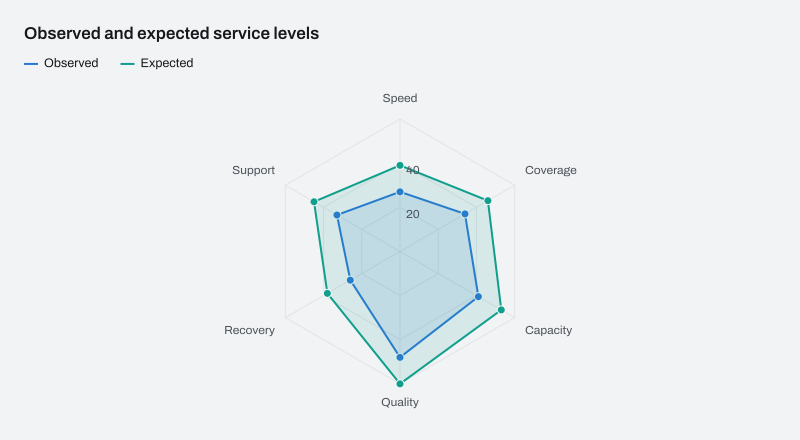 Observed and expected service levels
Observed
Expected
Speed
Support
40
Coverage
20
Recovery
Capacity
Quality